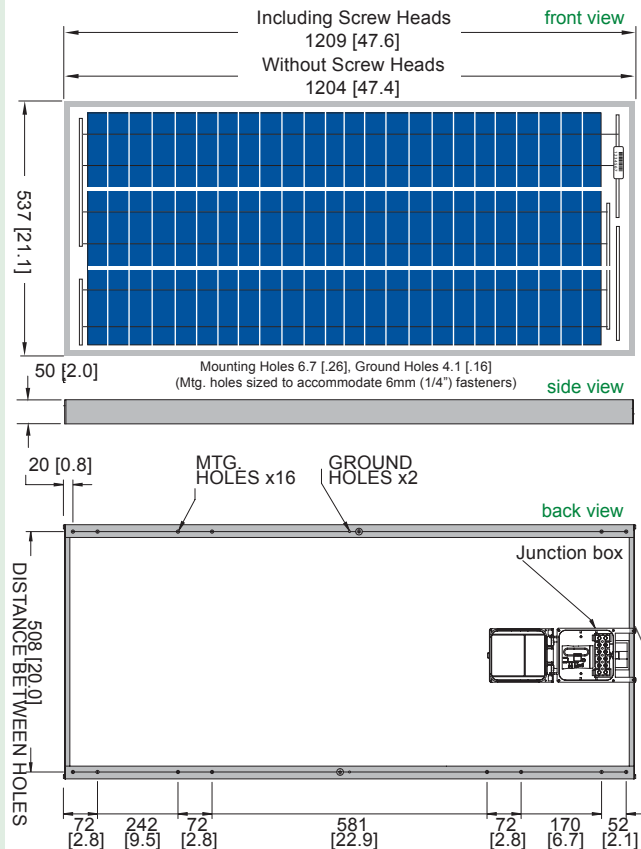 Including Screw Heads
front view
1209 [47.6]
Without Screw Heads
1204 [47.4]
537 [21.1]
Mounting Holes 6.7 [.26], Ground Holes 4.1 [.16]
(Mtg. holes sized to accommodate 6mm (1/4") fasteners)
50 [2.0]
side view
20 [0.8]
MTG.
HOLES x16
GROUND
HOLES x2
back view
Junction box
508 [20.0]
DISTANCE BETWEEN HOLES
72
[2.8]
242
[9.5]
72
[2.8]
581
[22.9]
72
[2.8]
170
[6.7]
52
[2.1]